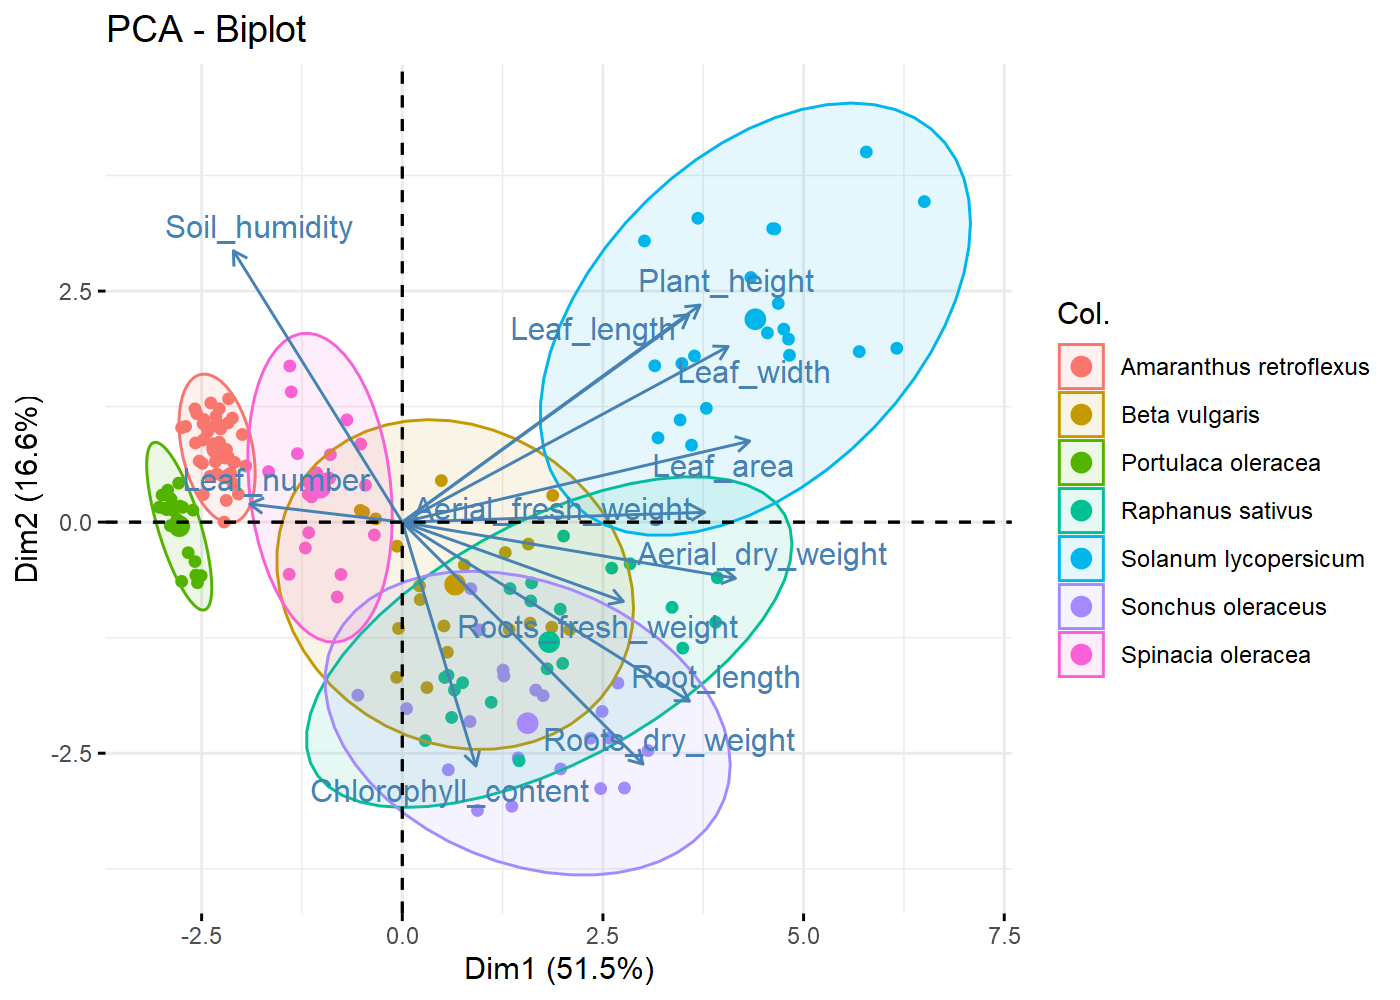 PCA - Biplot
Dim2 (16.6%)
2.5
0.0
-2.5
Soil_humidity
Plant_height
Leaf_length
Leaf_width
Leaf_area
Leaf_number
Aerial_fresh_weight
Aerial_dry_weight
Roots_fresh_weight
Root_length
Roots_dry_weight
Chlorophyll_content
-2.5
0.0
2.5
5.0
7.5
Dim1 (51.5%)
Col.
Amaranthus retroflexus
Beta vulgaris
Portulaca oleracea
Raphanus sativus
Solanum lycopersicum
Sonchus oleraceus
Spinacia oleracea